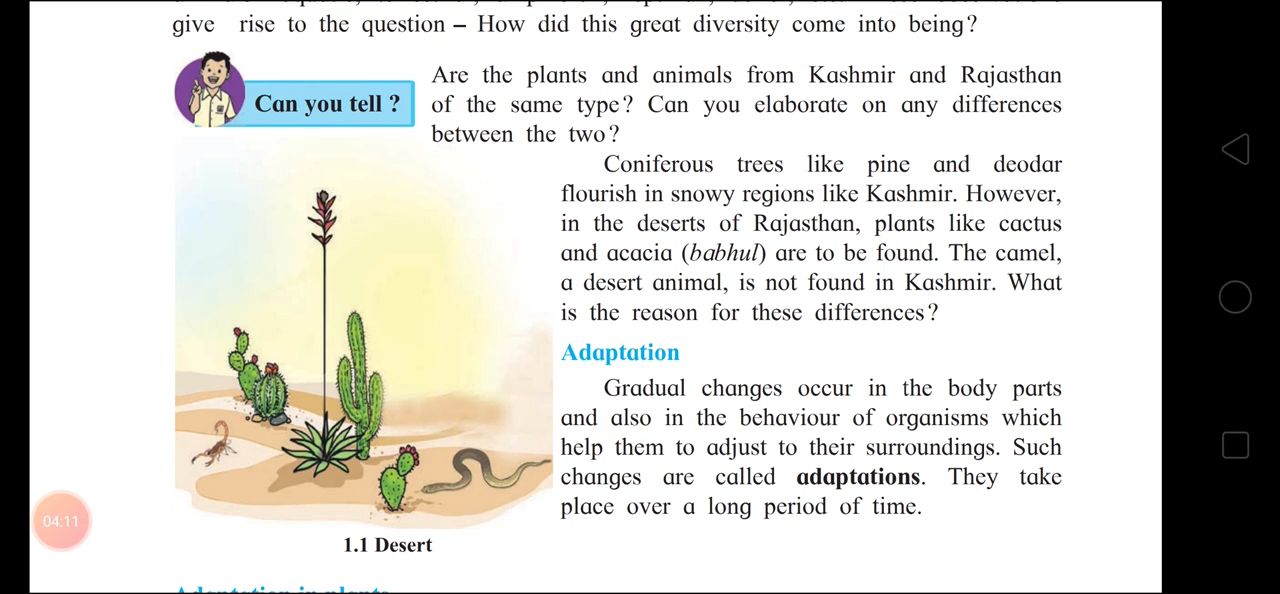 give rise to the question – How did this great diversity come into being?
Can you tell ?
Are the plants and animals from Kashmir and Rajasthan
of the same type? Can you elaborate on any differences
between the two?
Coniferous trees like pine and deodar
flourish in snowy regions like Kashmir. However,
in the deserts of Rajasthan, plants like cactus
and acacia (babhul) are to be found. The camel,
a desert animal, is not found in Kashmir. What
is the reason for these differences?
Adaptation
Gradual changes occur in the body parts
and also in the behaviour of organisms which
help them to adjust to their surroundings. Such
changes are called adaptations. They take
place over a long period of time.
04:11
1.1 Desert
Adaptation in plants